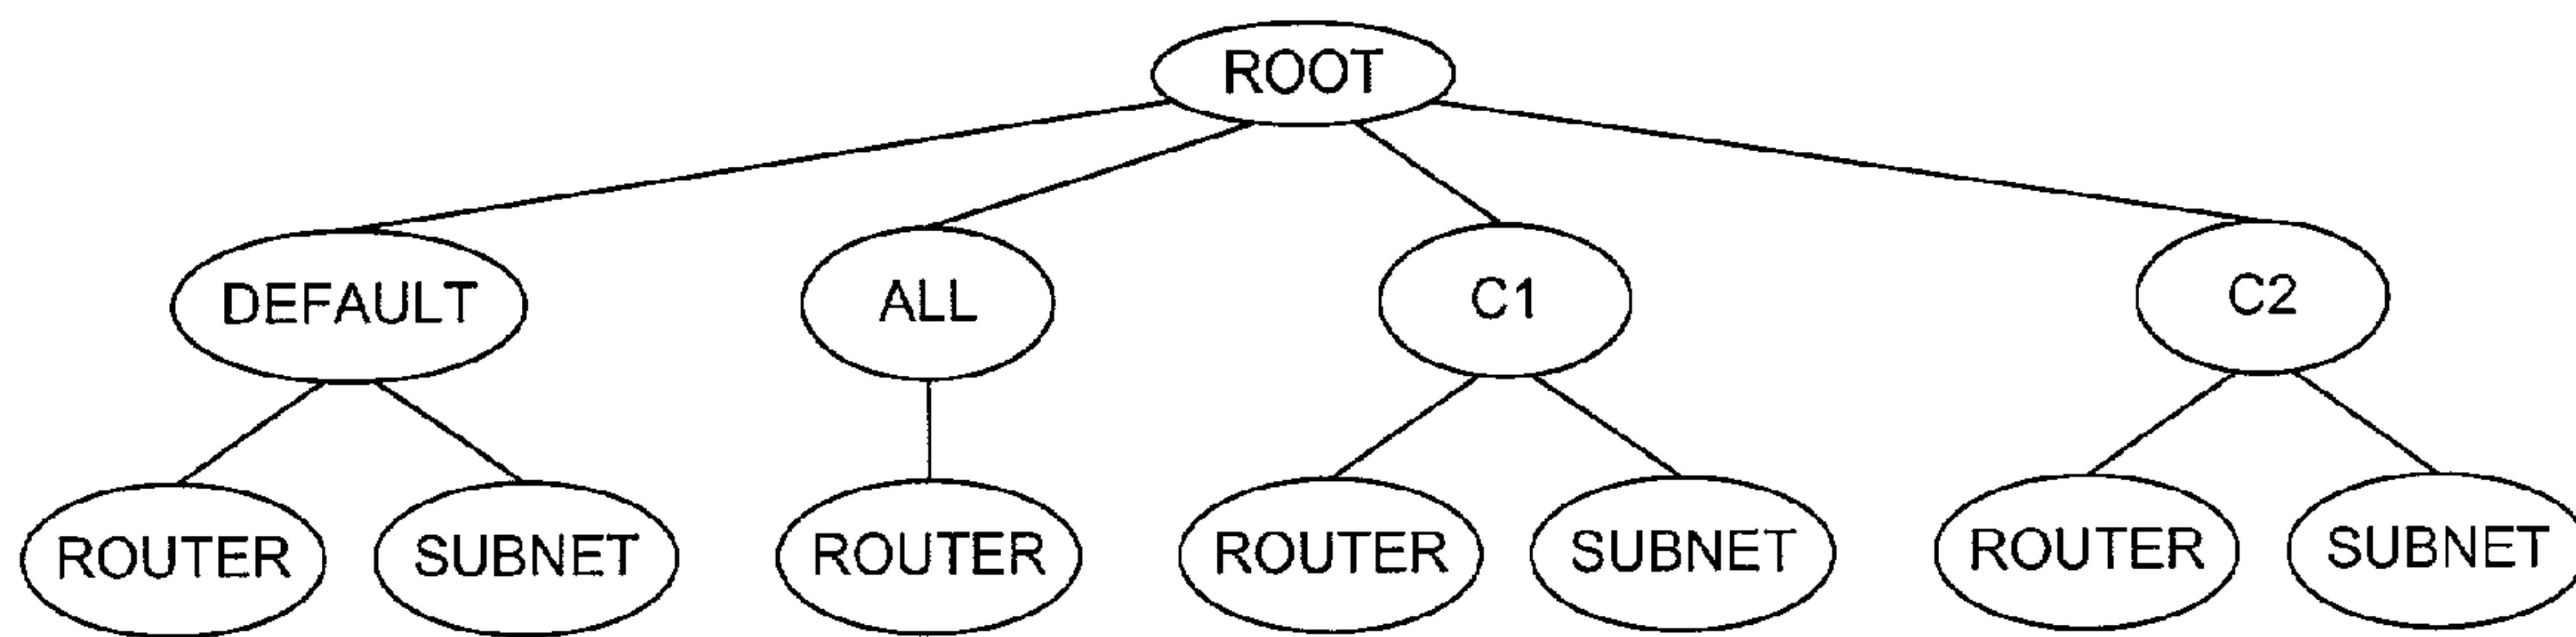 ROOT
DEFAULT ALL C1 C2
ROUTER SUBNET ROUTER ROUTER SUBNET ROUTER SUBNET